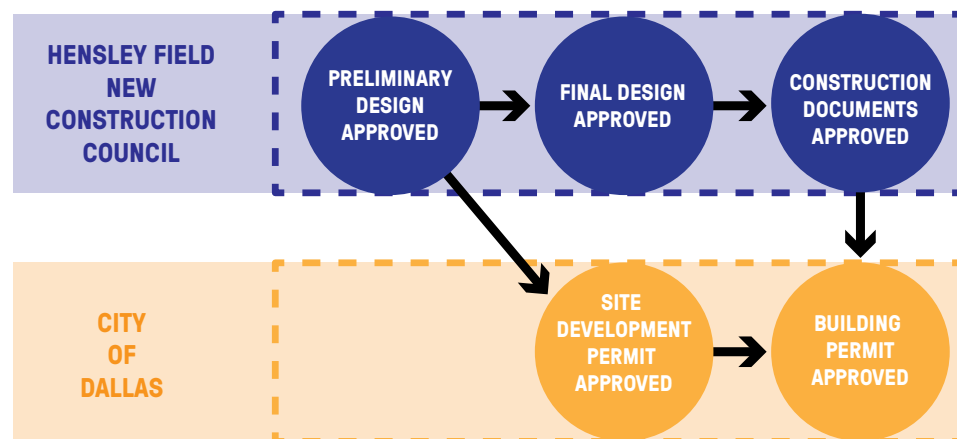 HENSLEY FIELD
NEW
CONSTRUCTION
COUNCIL
PRELIMINARY
DESIGN
APPROVED
FINAL DESIGN
APPROVED
CONSTRUCTION
DOCUMENTS
APPROVED
CITY
OF
DALLAS
SITE
DEVELOPMENT
PERMIT
APPROVED
BUILDING
PERMIT
APPROVED